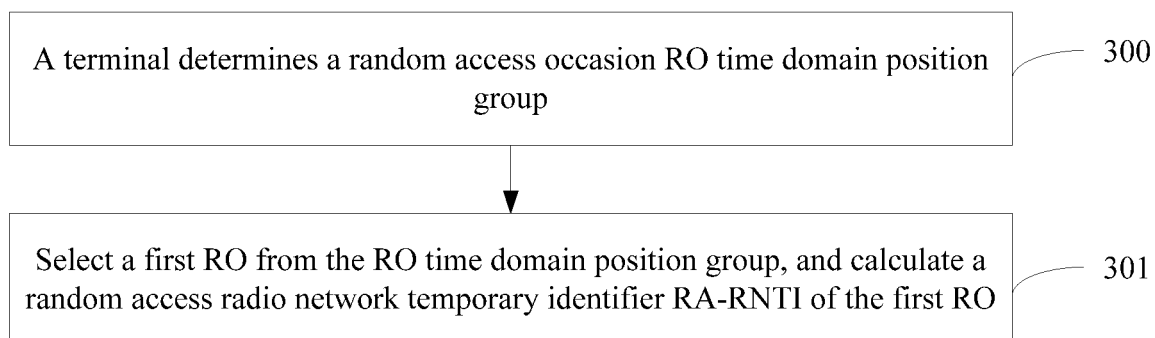 A terminal determines a random access occasion RO time domain position
group
300
Select a first RO from the RO time domain position group, and calculate a
random access radio network temporary identifier RA-RNTI of the first RO
301